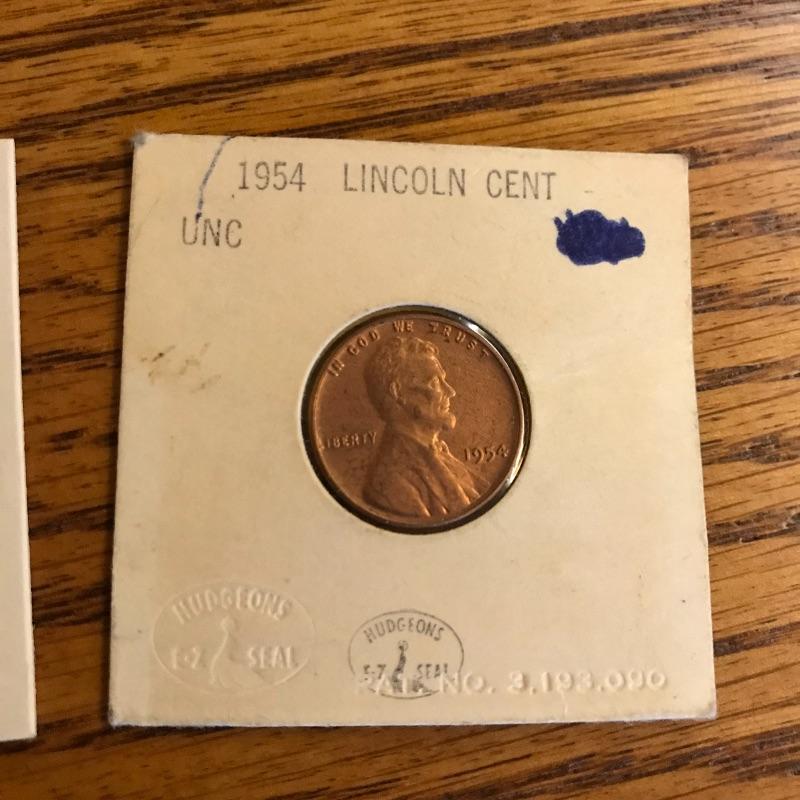 1954 LINCOLN CENT
UNC
IN GOD WE TRUST
LIBERTY
1954
HUDGEONS
E-Z SEAL
HUDGEONS
E-Z SEAL
PAT. NO. 3,193,090